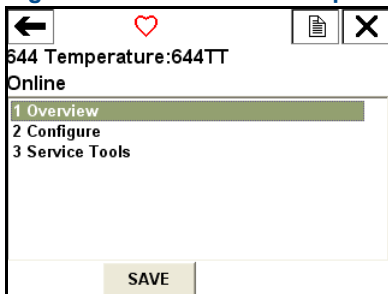 644 Temperature:644TT
Online
1 Overview
2 Configure
3 Service Tools
SAVE